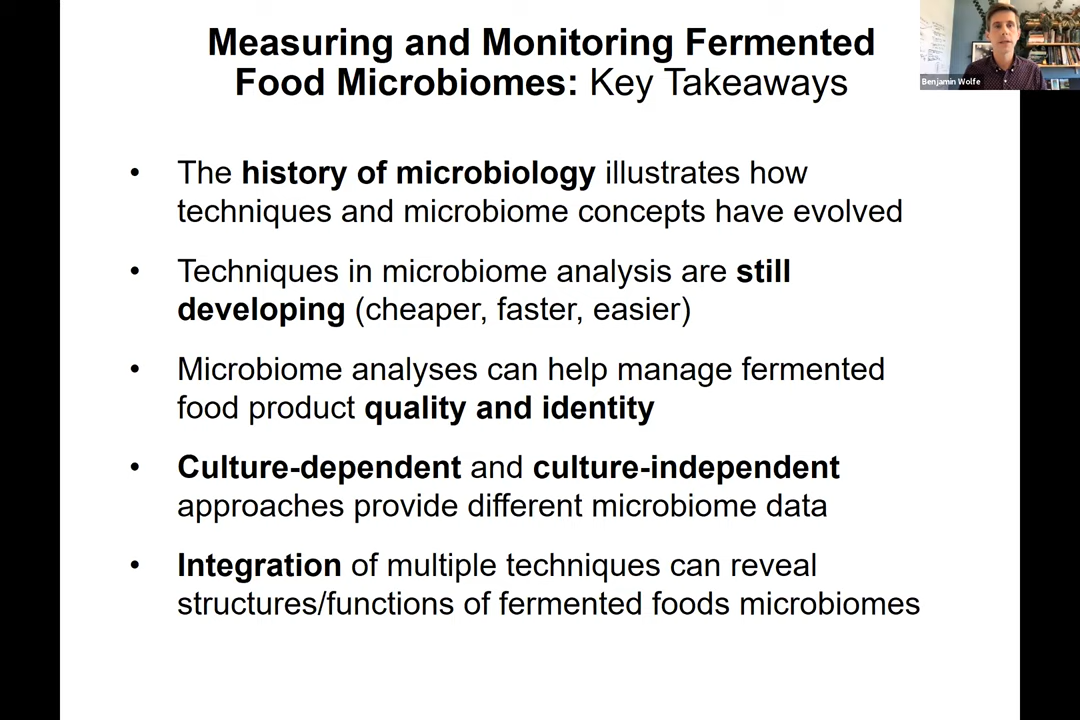 Measuring and Monitoring Fermented
Food Microbiomes: Key Takeaways
Benjamin Wolfe
• The history of microbiology illustrates how
techniques and microbiome concepts have evolved
• Techniques in microbiome analysis are still
developing (cheaper, faster, easier)
• Microbiome analyses can help manage fermented
food product quality and identity
• Culture-dependent and culture-independent
approaches provide different microbiome data
• Integration of multiple techniques can reveal
structures/functions of fermented foods microbiomes